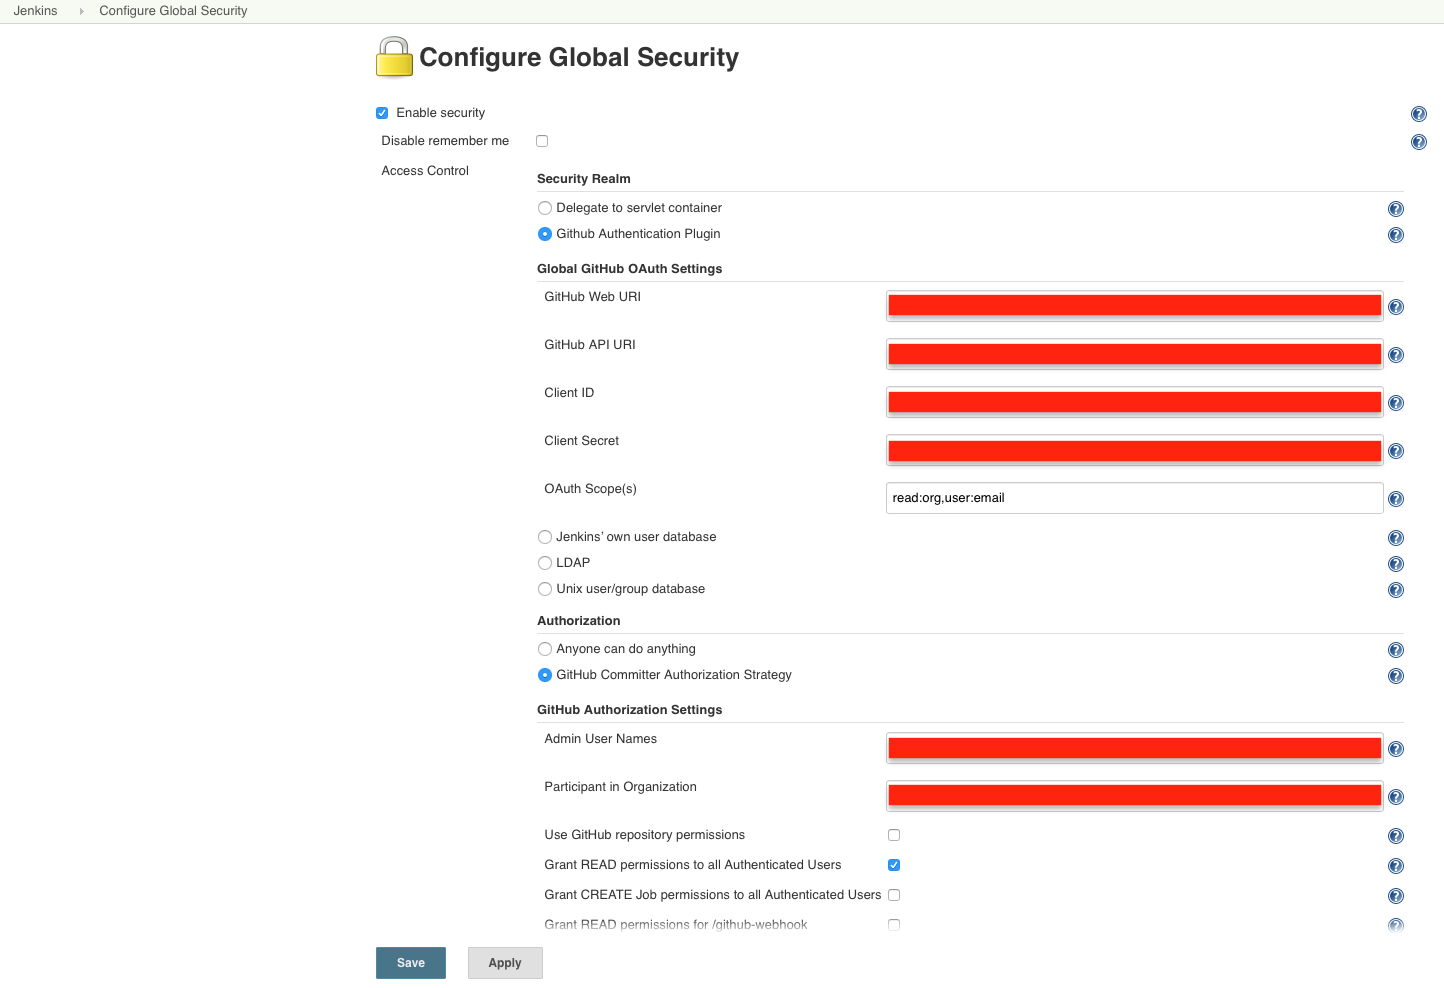 Jenkins Configure Global Security
Configure Global Security
Enable security
Disable remember me
Access Control
Security Realm
Delegate to servlet container
Github Authentication Plugin
Global GitHub OAuth Settings
GitHub Web URI
GitHub API URI
Client ID
Client Secret
OAuth Scope(s) read:org,user:email
Jenkins' own user database
LDAP
Unix user/group database
Authorization
Anyone can do anything
GitHub Committer Authorization Strategy
GitHub Authorization Settings
Admin User Names
Participant in Organization
Use GitHub repository permissions
Grant READ permissions to all Authenticated Users
Grant CREATE Job permissions to all Authenticated Users
Grant READ permissions for /github-webhook
Save Apply